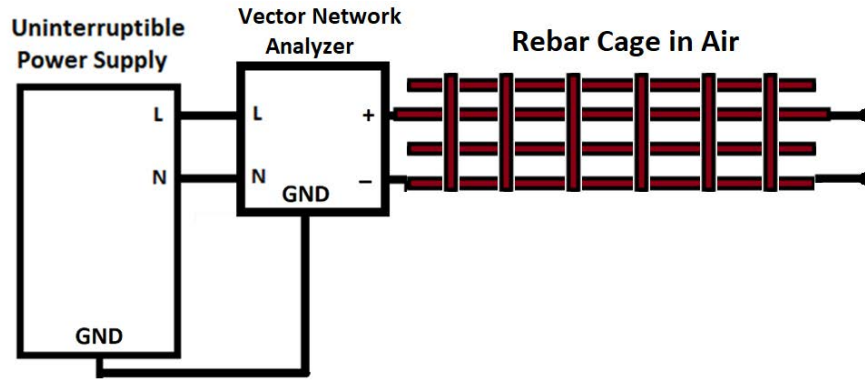 Uninterruptible
Power Supply
Vector Network
Analyzer
Rebar Cage in Air
L
L
+
N
N
–
GND
GND